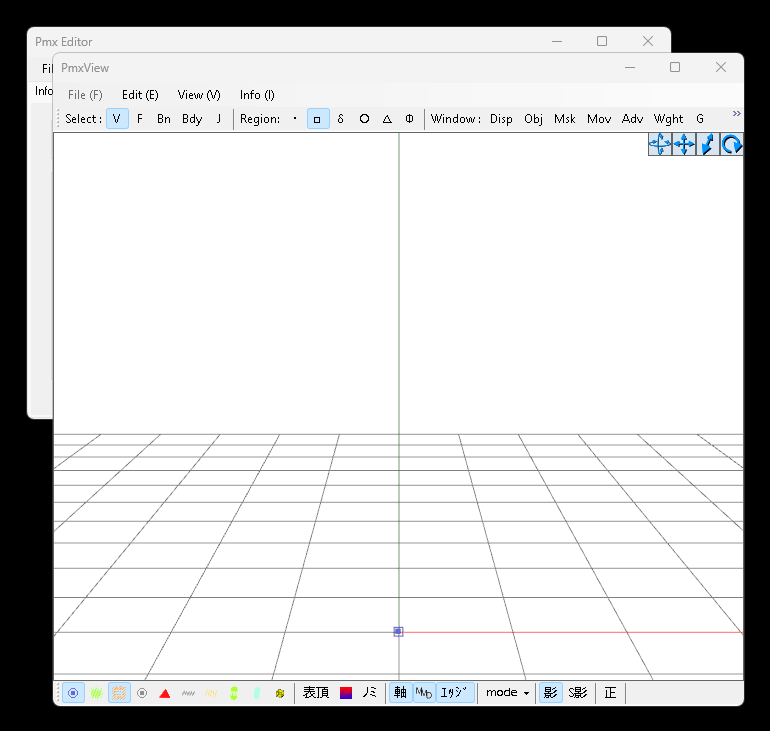 Pmx Editor
PmxView
File (F) Edit (E) View (V) Info (I)
Info
Select : V F Bn Bdy J Region: · □ δ O △ Φ Window : Disp Obj Msk Mov Adv Wght G »
表頂 ノミ 軸 MMD ｴｯｼﾞ mode 影 S影 正